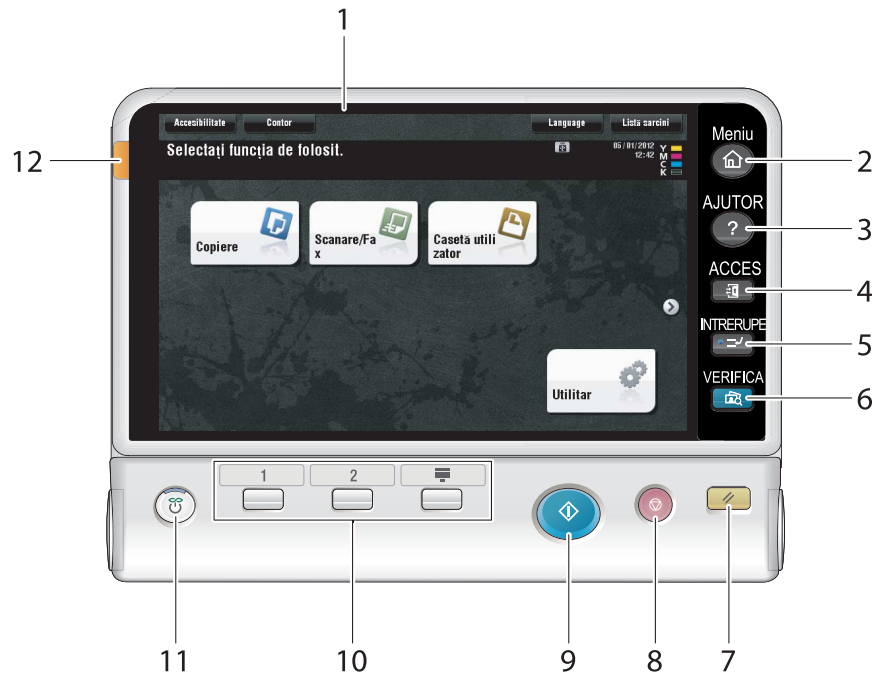 1
Accesibilitate Contor Language Listă sarcini
Selectați funcția de folosit.
05/01/2012
12:42
Y
M
C
K
Copiere
Scanare/Fa
x
Casetă utili
zator
Utilitar
Meniu
AJUTOR
?
ACCES
INTRERUPE
VERIFICA
2
3
4
5
6
12
1 2
11 10 9 8 7